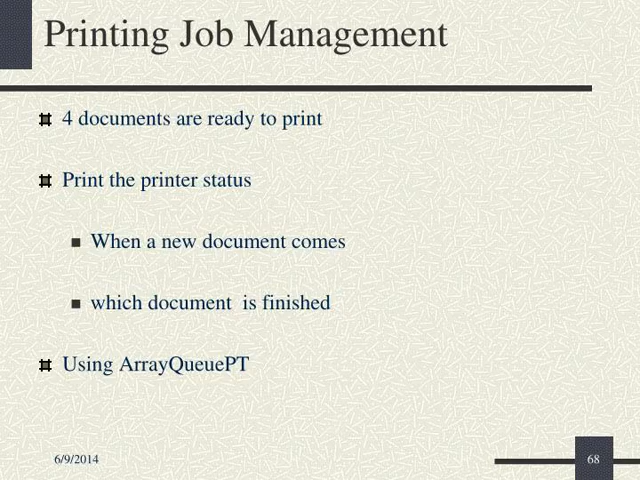 Printing Job Management
4 documents are ready to print
Print the printer status
When a new document comes
which document  is finished
Using ArrayQueuePT
6/9/2014
68